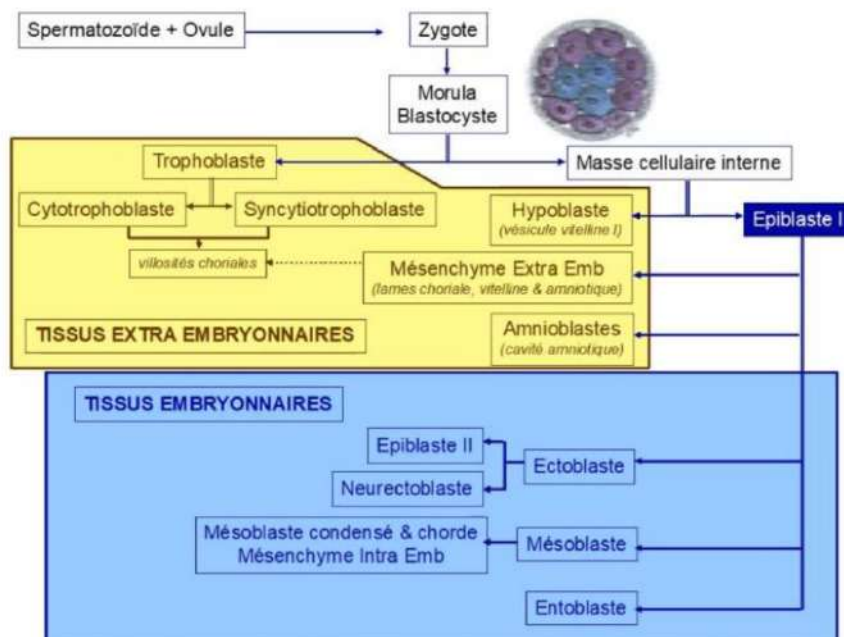 Spermatozoïde + Ovule
Zygote
Morula
Blastocyste
Trophoblaste
Masse cellulaire interne
Cytotrophoblaste
Syncytiotrophoblaste
Hypoblaste
(vésicule vitelline I)
Epiblaste I
villosités choriales
Mésenchyme Extra Emb
(lames choriale, vitelline & amniotique)
TISSUS EXTRA EMBRYONNAIRES
Amnioblastes
(cavité amniotique)
TISSUS EMBRYONNAIRES
Epiblaste II
Ectoblaste
Neurectoblaste
Mésoblaste condensé & chorde
Mésenchyme Intra Emb
Mésoblaste
Entoblaste